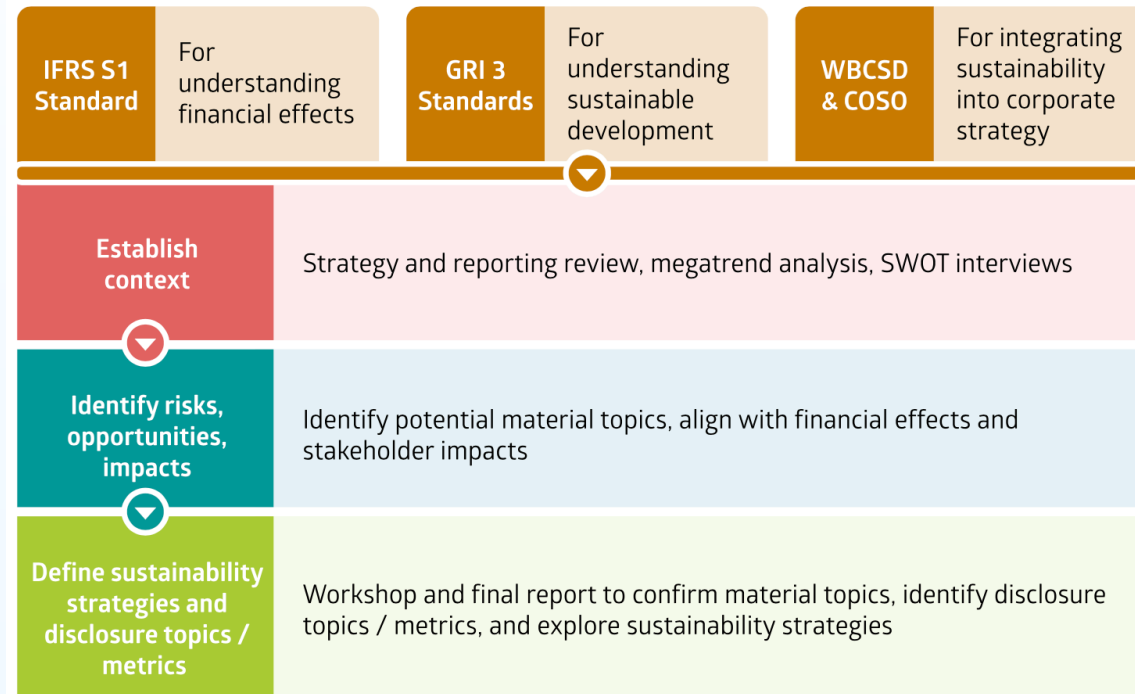 IFRS S1
Standard
For
understanding
financial effects
GRI 3
Standards
For
understanding
sustainable
development
WBCSD
& COSO
For integrating
sustainability
into corporate
strategy
Establish
context
Strategy and reporting review, megatrend analysis, SWOT interviews
Identify risks,
opportunities,
impacts
Identify potential material topics, align with financial effects and
stakeholder impacts
Define sustainability
strategies and
disclosure topics /
metrics
Workshop and final report to confirm material topics, identify disclosure
topics / metrics, and explore sustainability strategies